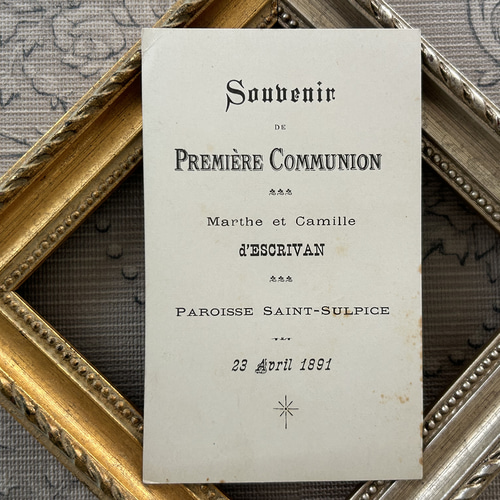 Souvenir
DE
PREMIÈRE COMMUNION
Marthe et Camille
d'ESCRIVAN
PAROISSE SAINT-SULPICE
23 Avril 1891